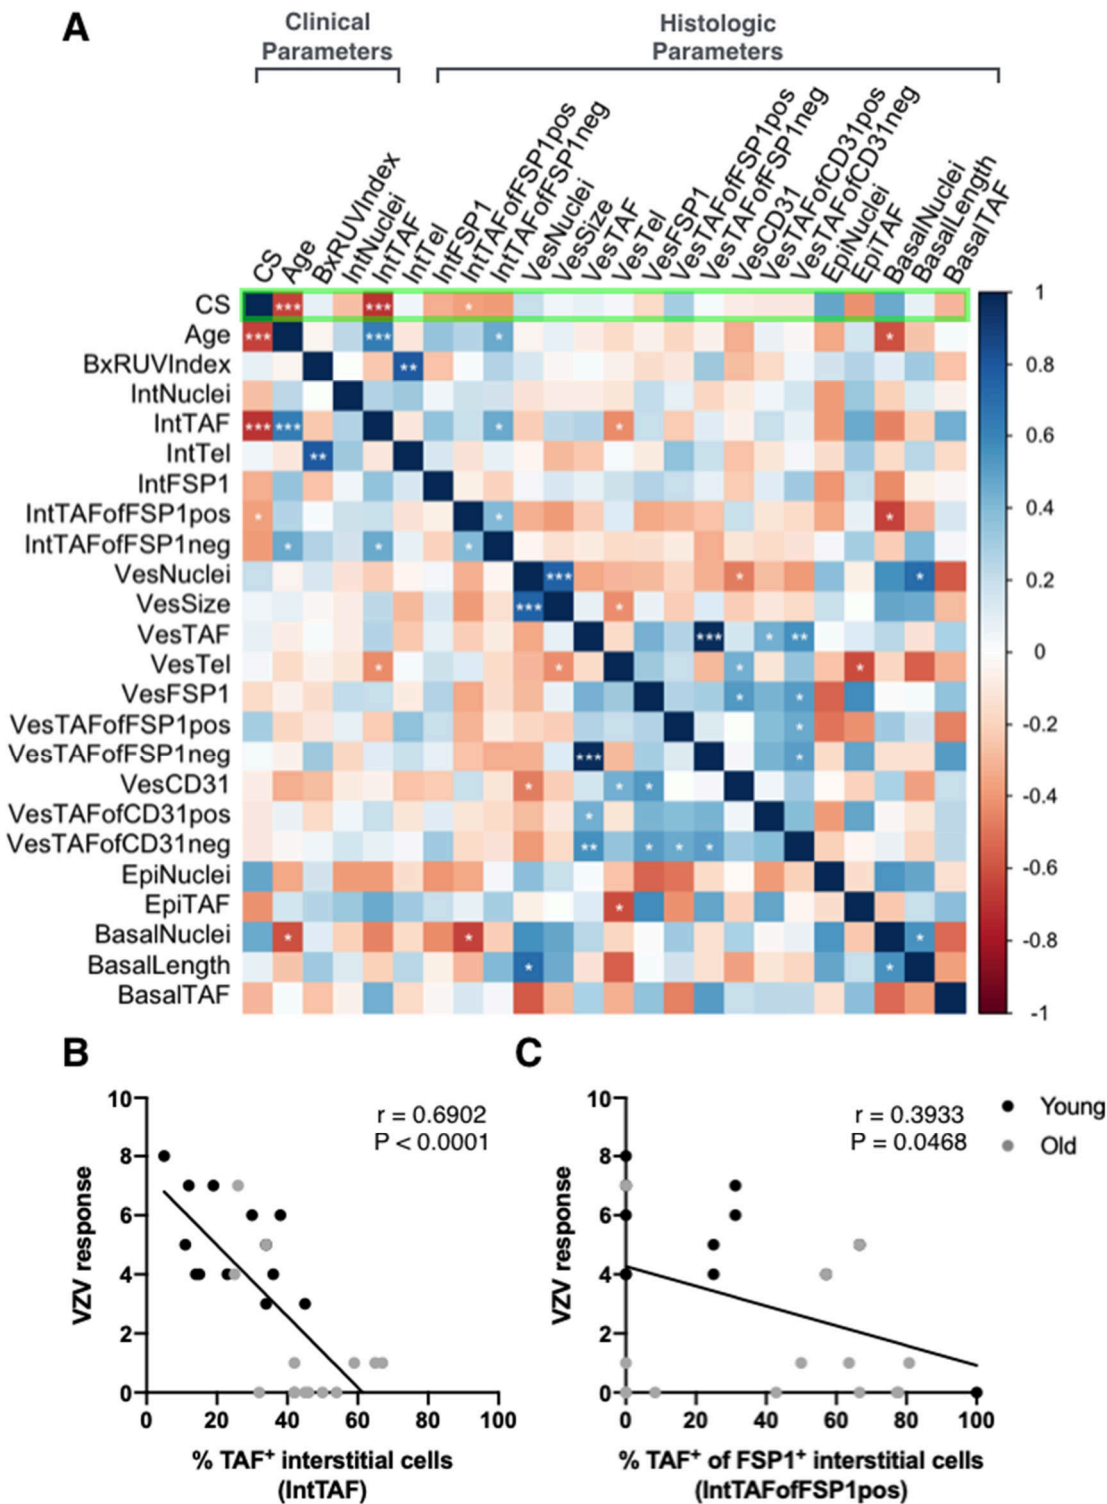 A
Clinical
Parameters
Histologic
Parameters
CS
Age
BxRUVIndex
IntNuclei
IntTAF
IntTel
IntFSP1
IntTAFofFSP1pos
IntTAFofFSP1neg
VesNuclei
VesSize
VesTAF
VesTel
VesFSP1
VesTAFofFSP1pos
VesTAFofFSP1neg
VesCD31
VesTAFofCD31pos
VesTAFofCD31neg
EpiNuclei
EpiTAF
BasalNuclei
BasalLength
BasalTAF
CS *** *** *
Age *** *** * *
BxRUVIndex **
IntNuclei
IntTAF *** *** * *
IntTel **
IntFSP1
IntTAFofFSP1pos * * *
IntTAFofFSP1neg * * *
VesNuclei *** * *
VesSize *** *
VesTAF *** * **
VesTel * * * *
VesFSP1 * *
VesTAFofFSP1pos *
VesTAFofFSP1neg *** *
VesCD31 * * *
VesTAFofCD31pos *
VesTAFofCD31neg ** * * *
EpiNuclei
EpiTAF *
BasalNuclei * * *
BasalLength * *
BasalTAF
1
0.8
0.6
0.4
0.2
0
-0.2
-0.4
-0.6
-0.8
-1
B
r = 0.6902
P < 0.0001
VZV response
10
8
6
4
2
0
0 20 40 60 80 100
% TAF+ interstitial cells
(IntTAF)
C
r = 0.3933
P = 0.0468
VZV response
10
8
6
4
2
0
0 20 40 60 80 100
% TAF+ of FSP1+ interstitial cells
(IntTAFofFSP1pos)
Young
Old